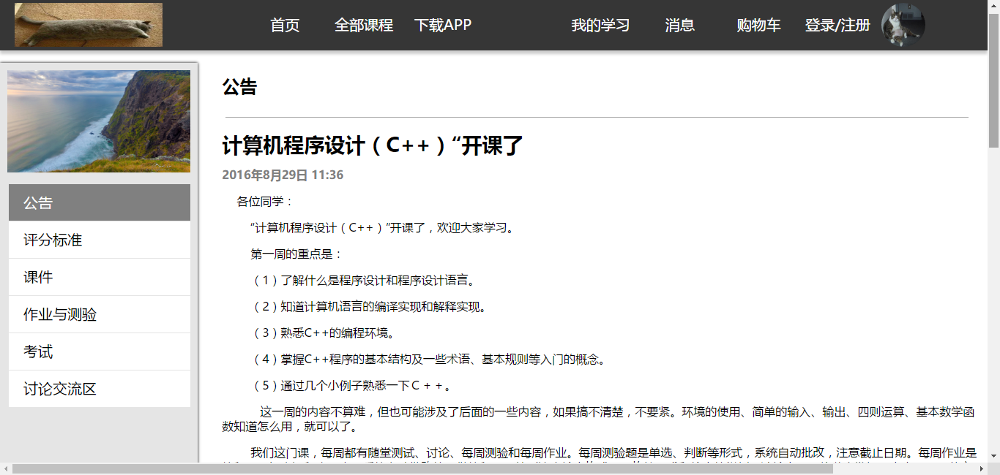 首页 全部课程 下载APP 我的学习 消息 购物车 登录/注册
公告
评分标准
课件
作业与测验
考试
讨论交流区
公告
计算机程序设计（C++）“开课了
2016年8月29日 11:36
各位同学：
“计算机程序设计（C++）”开课了，欢迎大家学习。
第一周的重点是：
（1）了解什么是程序设计和程序设计语言。
（2）知道计算机语言的编译实现和解释实现。
（3）熟悉C++的编程环境。
（4）掌握C++程序的基本结构及一些术语、基本规则等入门的概念。
（5）通过几个小例子熟悉一下Ｃ＋＋。
这一周的内容不算难，但也可能涉及了后面的一些内容，如果搞不清楚，不要紧。环境的使用、简单的输入、输出、四则运算、基本数学函
数知道怎么用，就可以了。
我们这门课，每周都有随堂测试、讨论、每周测验和每周作业。每周测验题是单选、判断等形式，系统自动批改，注意截止日期。每周作业是